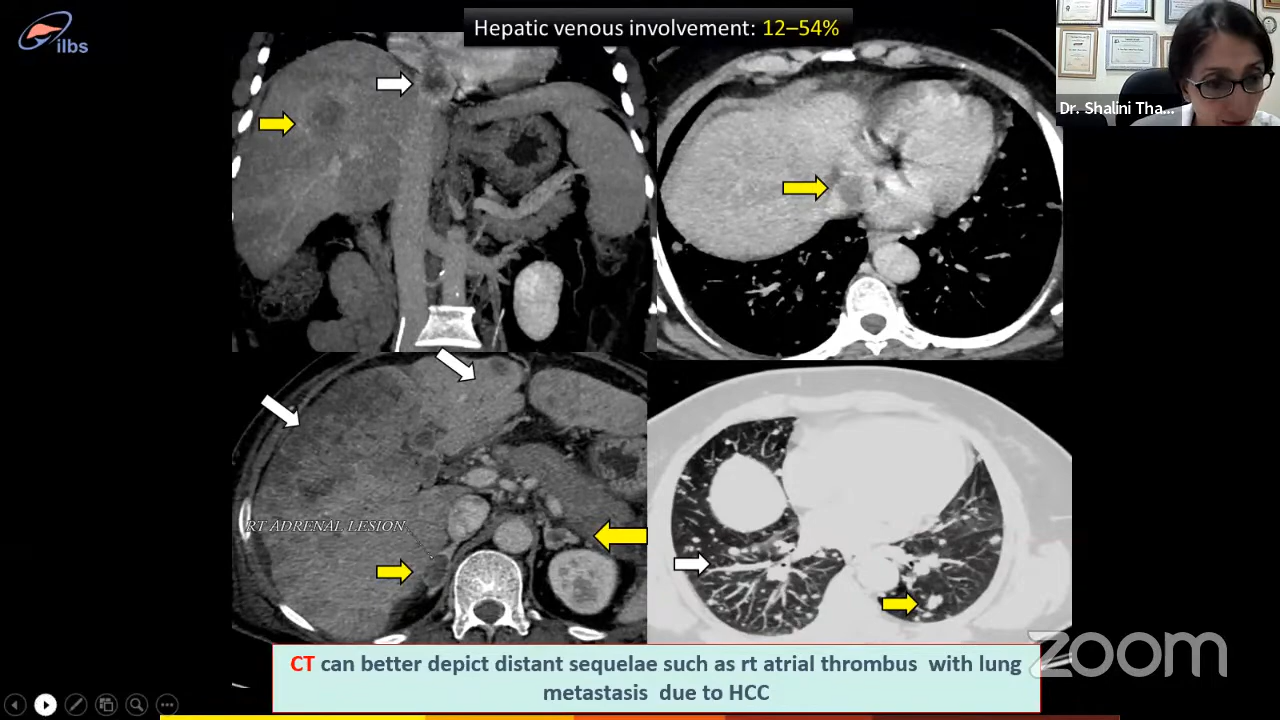 ilbs
Hepatic venous involvement: 12–54%
Dr. Shalini Tha...
RT ADRENAL LESION
CT can better depict distant sequelae such as rt atrial thrombus with lung
metastasis due to HCC
zoom